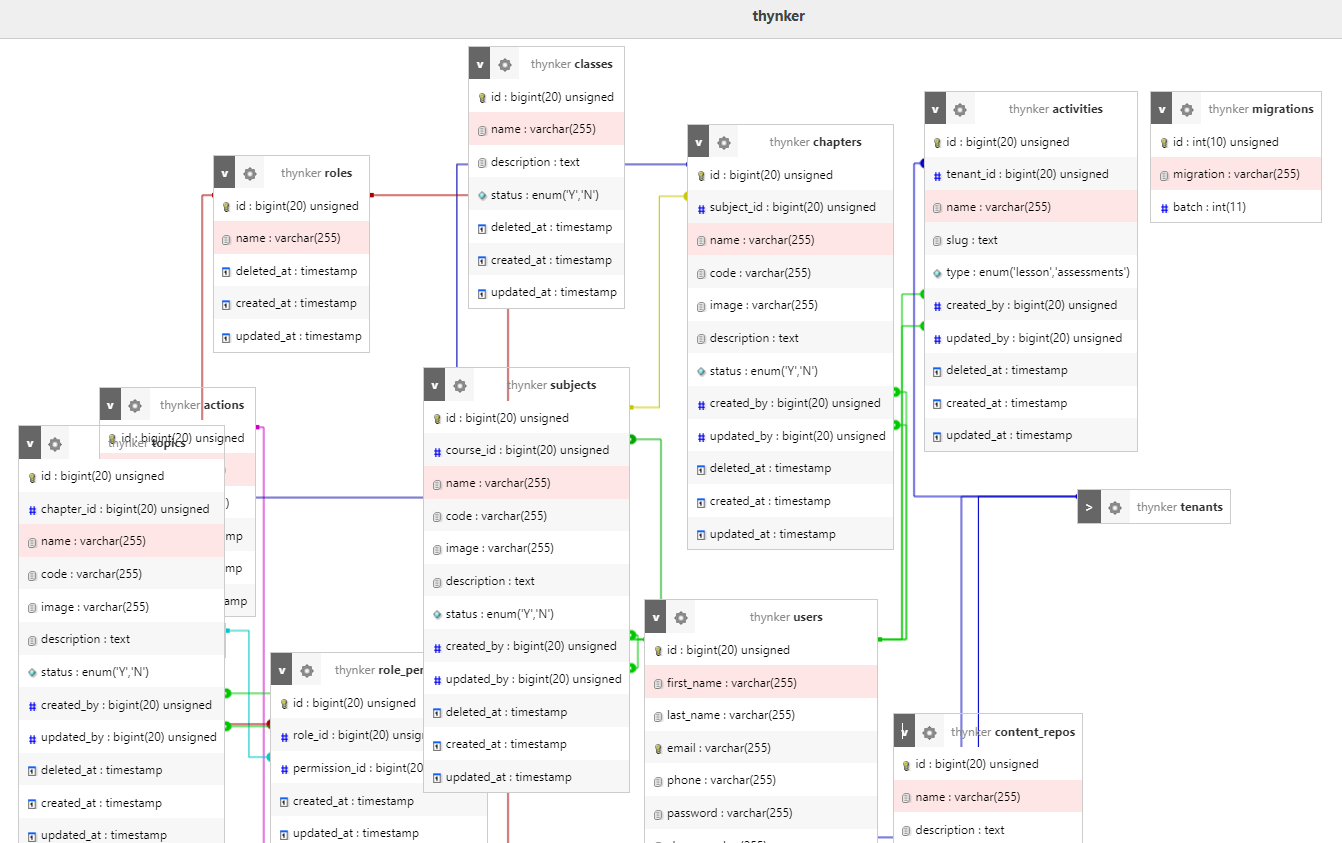 thynker
v thynker classes
id : bigint(20) unsigned
name : varchar(255)
description : text
status : enum('Y','N')
deleted_at : timestamp
created_at : timestamp
updated_at : timestamp
v thynker activities
id : bigint(20) unsigned
# tenant_id : bigint(20) unsigned
name : varchar(255)
slug : text
type : enum('lesson','assessments')
# created_by : bigint(20) unsigned
# updated_by : bigint(20) unsigned
deleted_at : timestamp
created_at : timestamp
updated_at : timestamp
v thynker migrations
id : int(10) unsigned
migration : varchar(255)
# batch : int(11)
v thynker chapters
id : bigint(20) unsigned
# subject_id : bigint(20) unsigned
name : varchar(255)
code : varchar(255)
image : varchar(255)
description : text
status : enum('Y','N')
# created_by : bigint(20) unsigned
# updated_by : bigint(20) unsigned
deleted_at : timestamp
created_at : timestamp
updated_at : timestamp
v thynker roles
id : bigint(20) unsigned
name : varchar(255)
deleted_at : timestamp
created_at : timestamp
updated_at : timestamp
v thynker subjects
id : bigint(20) unsigned
# course_id : bigint(20) unsigned
name : varchar(255)
code : varchar(255)
image : varchar(255)
description : text
status : enum('Y','N')
# created_by : bigint(20) unsigned
# updated_by : bigint(20) unsigned
deleted_at : timestamp
created_at : timestamp
updated_at : timestamp
v thynker actions
id : bigint(20) unsigned
)
mp
mp
amp
v thynker topics
id : bigint(20) unsigned
# chapter_id : bigint(20) unsigned
name : varchar(255)
code : varchar(255)
image : varchar(255)
description : text
status : enum('Y','N')
# created_by : bigint(20) unsigned
# updated_by : bigint(20) unsigned
deleted_at : timestamp
created_at : timestamp
updated_at : timestamp
> thynker tenants
v thynker users
id : bigint(20) unsigned
first_name : varchar(255)
last_name : varchar(255)
email : varchar(255)
phone : varchar(255)
password : varchar(255)
v thynker role_per
id : bigint(20) unsigned
# role_id : bigint(20) unsig
# permission_id : bigint(20
created_at : timestamp
updated_at : timestamp
thynker content_repos
id : bigint(20) unsigned
name : varchar(255)
description : text